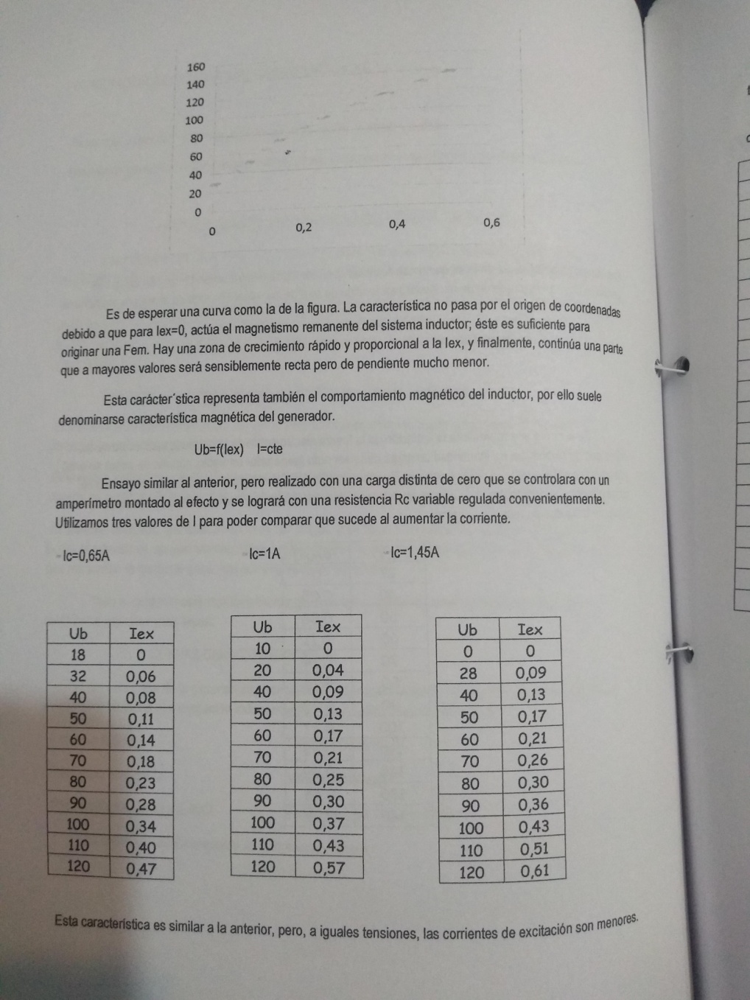 160
140
120
100
80
60
40
20
0
0 0,2 0,4 0,6
Es de esperar una curva como la de la figura. La característica no pasa por el origen de coordenadas
debido a que para Iex=0, actúa el magnetismo remanente del sistema inductor; éste es suficiente para
originar una Fem. Hay una zona de crecimiento rápido y proporcional a la Iex, y finalmente, continúa una parte
que a mayores valores será sensiblemente recta pero de pendiente mucho menor.
Esta carácter´stica representa también el comportamiento magnético del inductor, por ello suele
denominarse característica magnética del generador.
Ub=f(Iex) I=cte
Ensayo similar al anterior, pero realizado con una carga distinta de cero que se controlara con un
amperímetro montado al efecto y se logrará con una resistencia Rc variable regulada convenientemente.
Utilizamos tres valores de I para poder comparar que sucede al aumentar la corriente.
- Ic=0,65A - Ic=1A - Ic=1,45A
Ub Iex
18 0
32 0,06
40 0,08
50 0,11
60 0,14
70 0,18
80 0,23
90 0,28
100 0,34
110 0,40
120 0,47
Ub Iex
10 0
20 0,04
40 0,09
50 0,13
60 0,17
70 0,21
80 0,25
90 0,30
100 0,37
110 0,43
120 0,57
Ub Iex
0 0
28 0,09
40 0,13
50 0,17
60 0,21
70 0,26
80 0,30
90 0,36
100 0,43
110 0,51
120 0,61
Esta característica es similar a la anterior, pero, a iguales tensiones, las corrientes de excitación son menores.